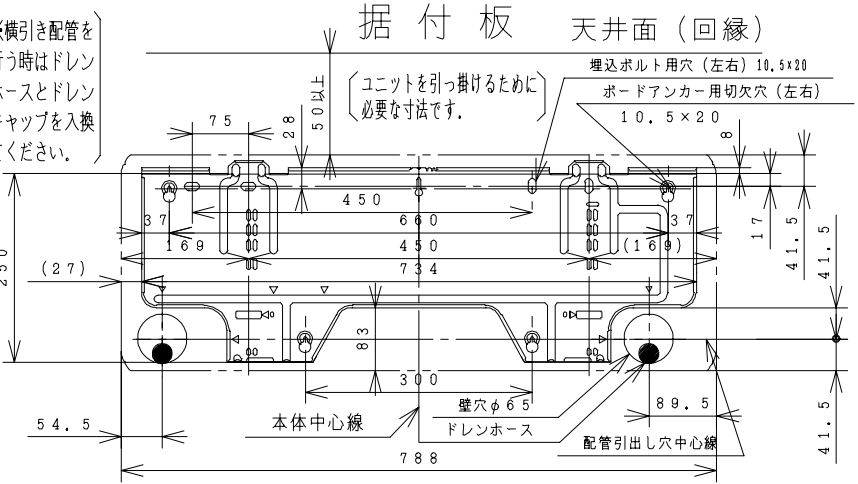 据付板
天井面（回縁）
※横引き配管を
行う時はドレン
ホースとドレン
キャップを入換
てください．
50以上
ユニットを引っ掛けるために
必要な寸法です．
埋込ボルト用穴（左右）10.5x20
ボードアンカー用切欠穴（左右）
10.5×20
75
28
8
450
660
37
37
169
450
(169)
17
41.5
41.5
250
(27)
734
83
300
壁穴φ65
89.5
54.5
本体中心線
ドレンホース
配管引出し穴中心線
41.5
788